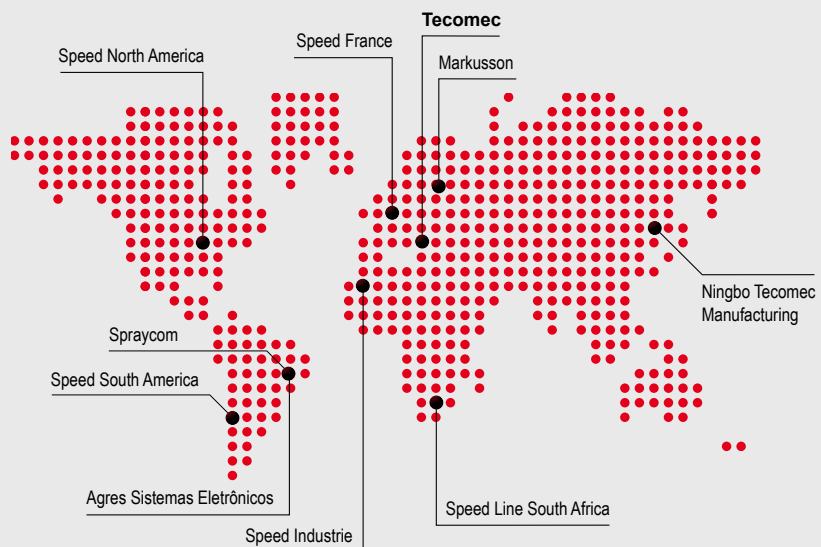 Tecomec
Speed France
Speed North America
Markusson
Ningbo Tecomec
Manufacturing
Spraycom
Speed South America
Agres Sistemas Eletrônicos
Speed Line South Africa
Speed Industrie